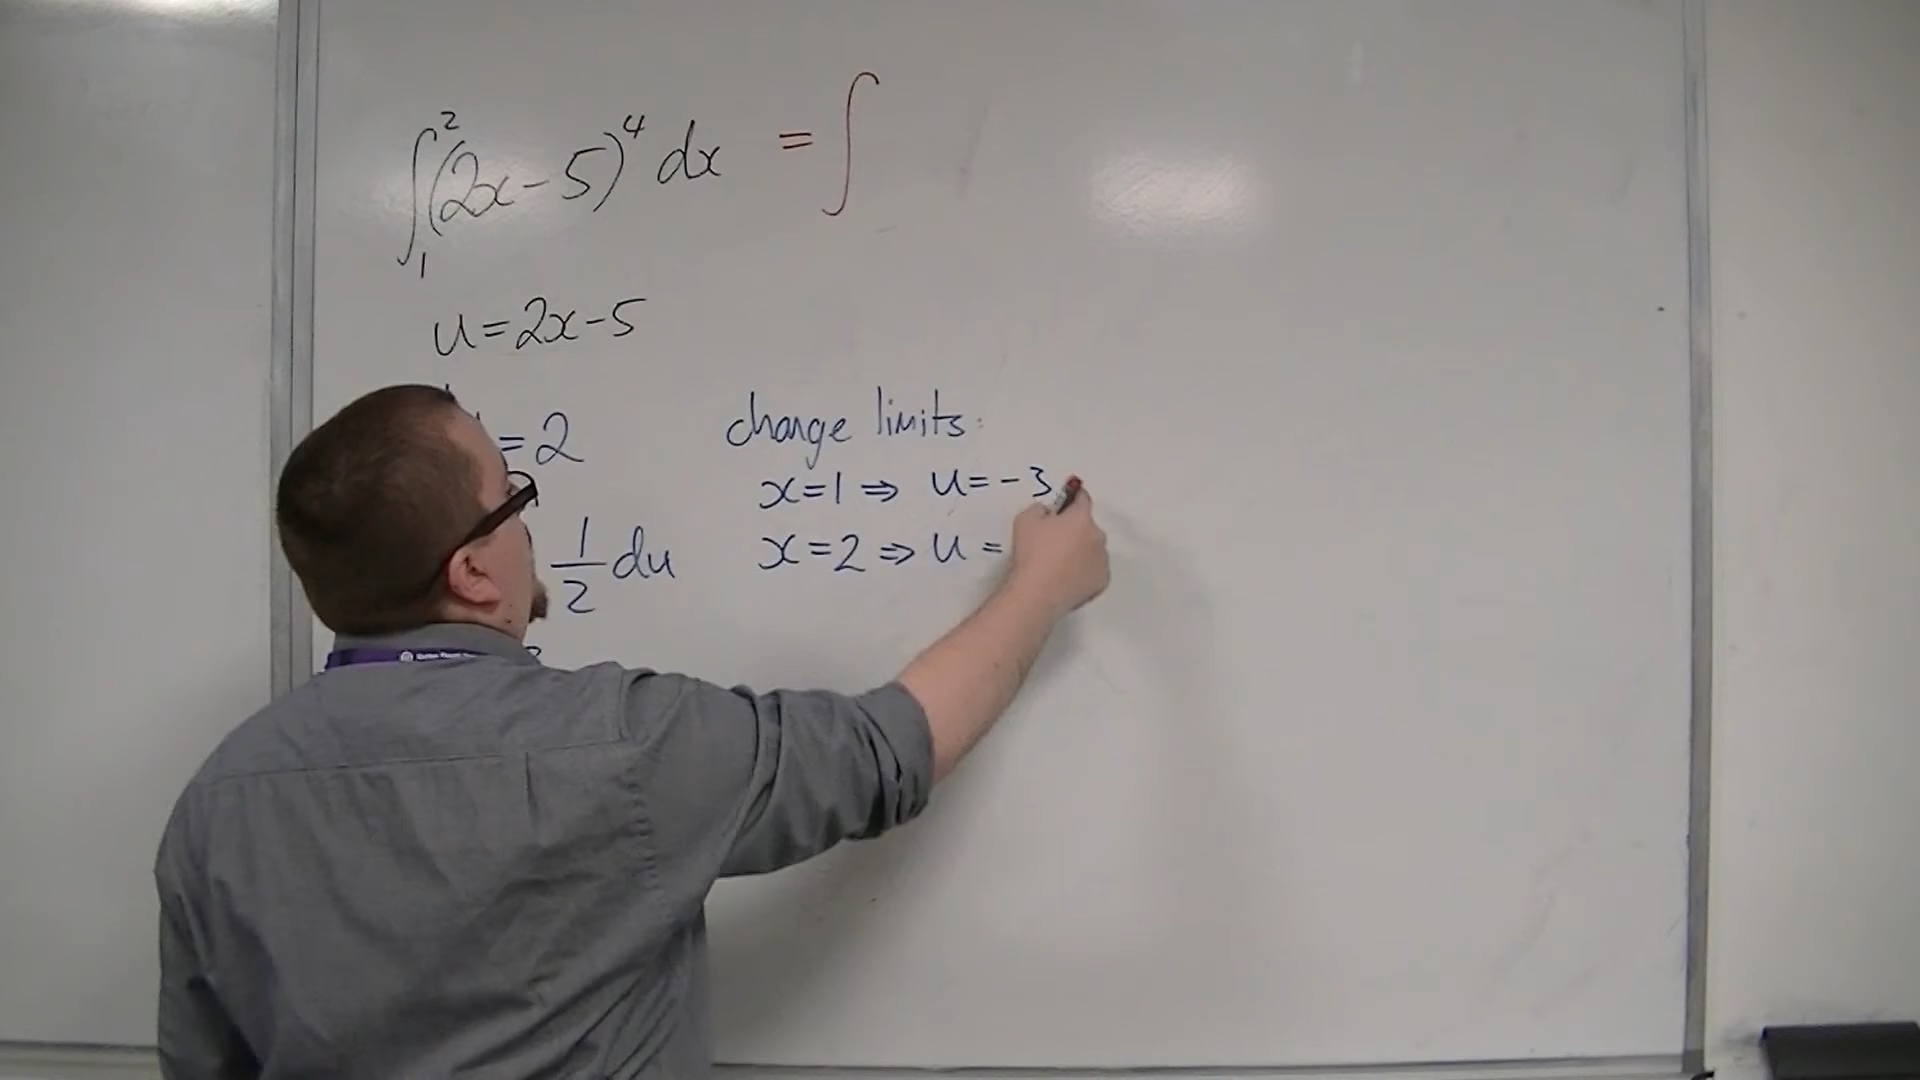 ∫₁² (2x-5)⁴ dx = ∫
u = 2x-5
= 2
1/2 du
change limits:
x=1 ⇒ u=-3
x=2 ⇒ u=